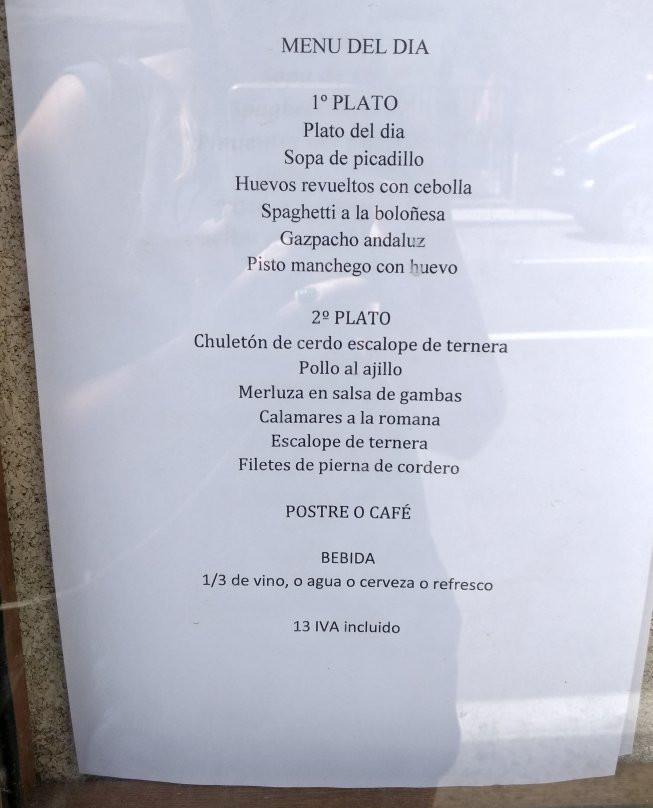 MENU DEL DIA
1º PLATO
Plato del dia
Sopa de picadillo
Huevos revueltos con cebolla
Spaghetti a la boloñesa
Gazpacho andaluz
Pisto manchego con huevo
2º PLATO
Chuletón de cerdo escalope de ternera
Pollo al ajillo
Merluza en salsa de gambas
Calamares a la romana
Escalope de ternera
Filetes de pierna de cordero
POSTRE O CAFÉ
BEBIDA
1/3 de vino, o agua o cerveza o refresco
13 IVA incluido